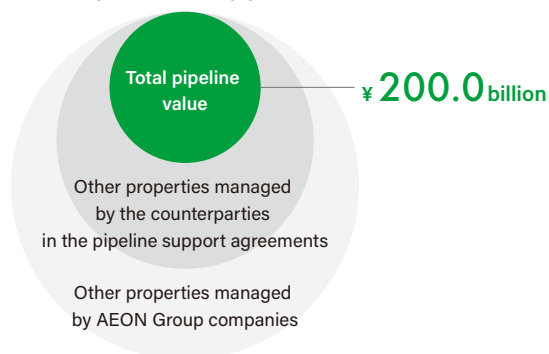 Total pipeline
value
¥ 200.0 billion
Other properties managed
by the counterparties
in the pipeline support agreements
Other properties managed
by AEON Group companies